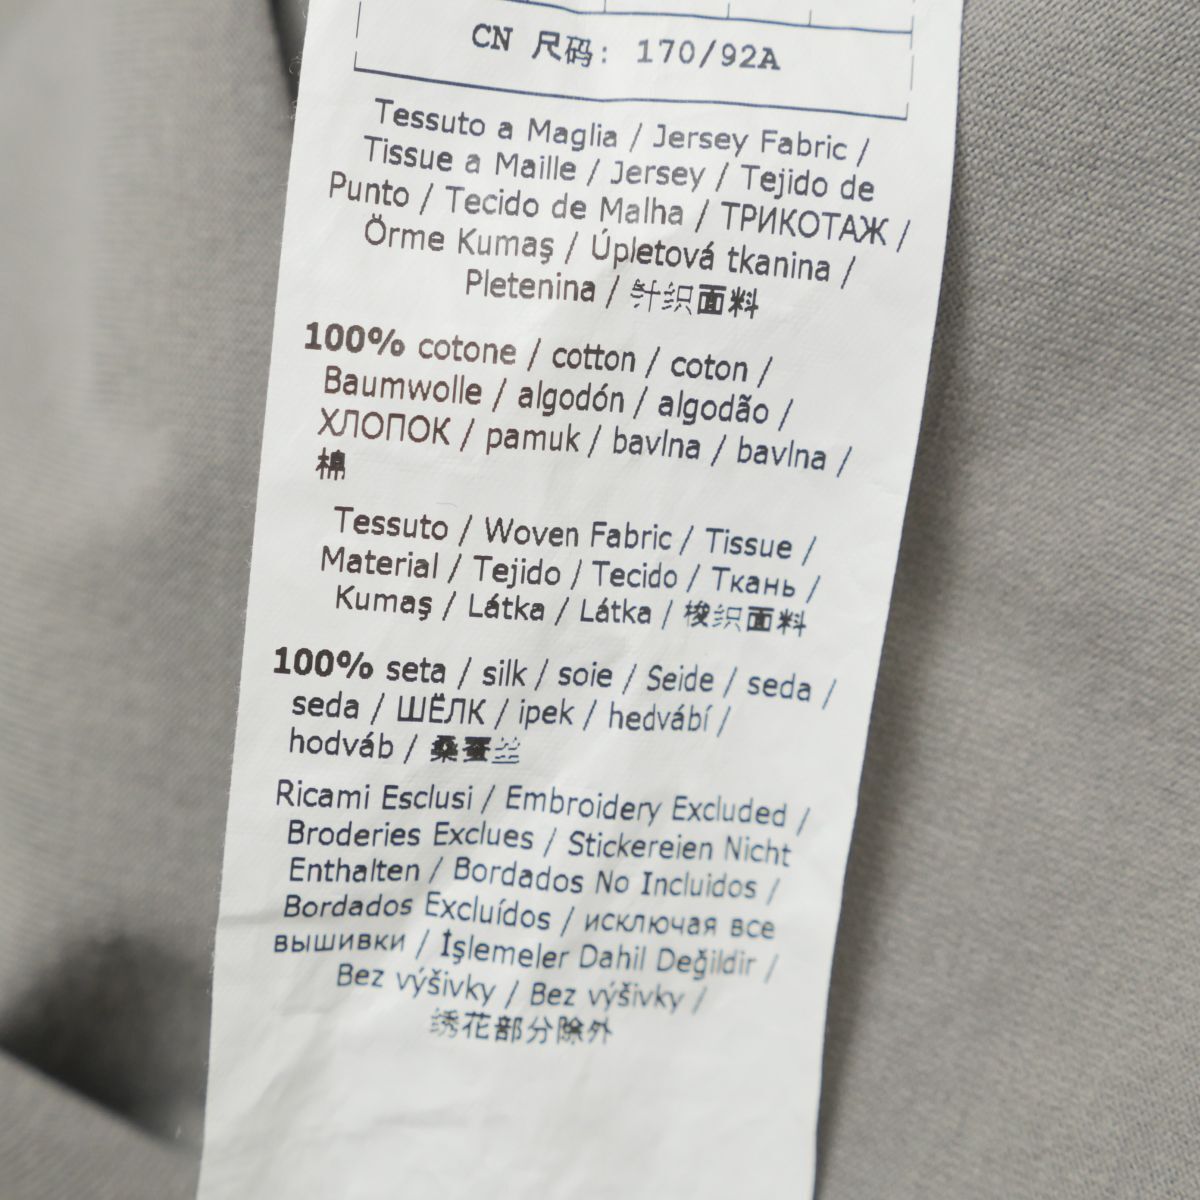 CN 尺码: 170/92A
Tessuto a Maglia / Jersey Fabric /
Tissue a Maille / Jersey / Tejido de
Punto / Tecido de Malha / ТРИКОТАЖ /
Örme Kumaş / Úpletová tkanina /
Pletenina / 针织面料
100% cotone / cotton / coton /
Baumwolle / algodón / algodão /
ХЛОПОК / pamuk / bavlna / bavlna /
棉
Tessuto / Woven Fabric / Tissue /
Material / Tejido / Tecido / Ткань /
Kumaş / Látka / Látka / 梭织面料
100% seta / silk / soie / Seide / seda /
seda / ШЁЛК / ipek / hedvábí /
hodváb / 桑蚕丝
Ricami Esclusi / Embroidery Excluded /
Broderies Exclues / Stickereien Nicht
Enthalten / Bordados No Incluidos /
Bordados Excluídos / исключая все
вышивки / İşlemeler Dahil Değildir /
Bez výšivky / Bez výšivky /
绣花部分除外